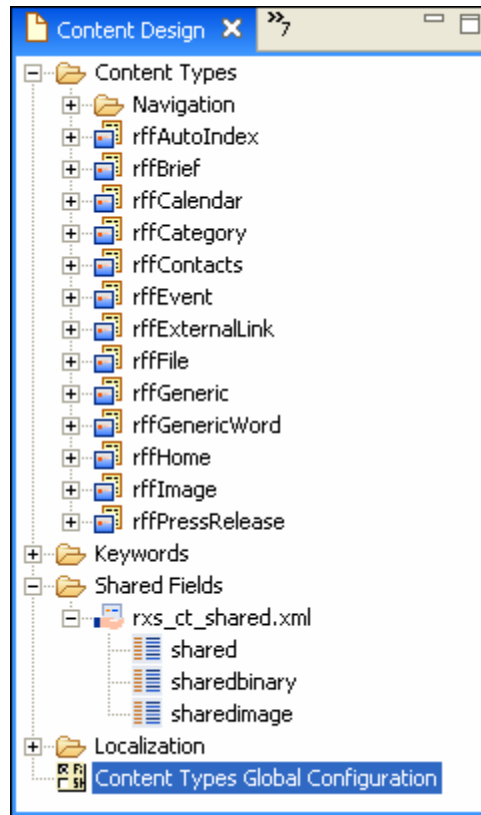 Content Design
»7
Content Types
Navigation
rffAutoIndex
rffBrief
rffCalendar
rffCategory
rffContacts
rffEvent
rffExternalLink
rffFile
rffGeneric
rffGenericWord
rffHome
rffImage
rffPressRelease
Keywords
Shared Fields
rxs_ct_shared.xml
shared
sharedbinary
sharedimage
Localization
Content Types Global Configuration